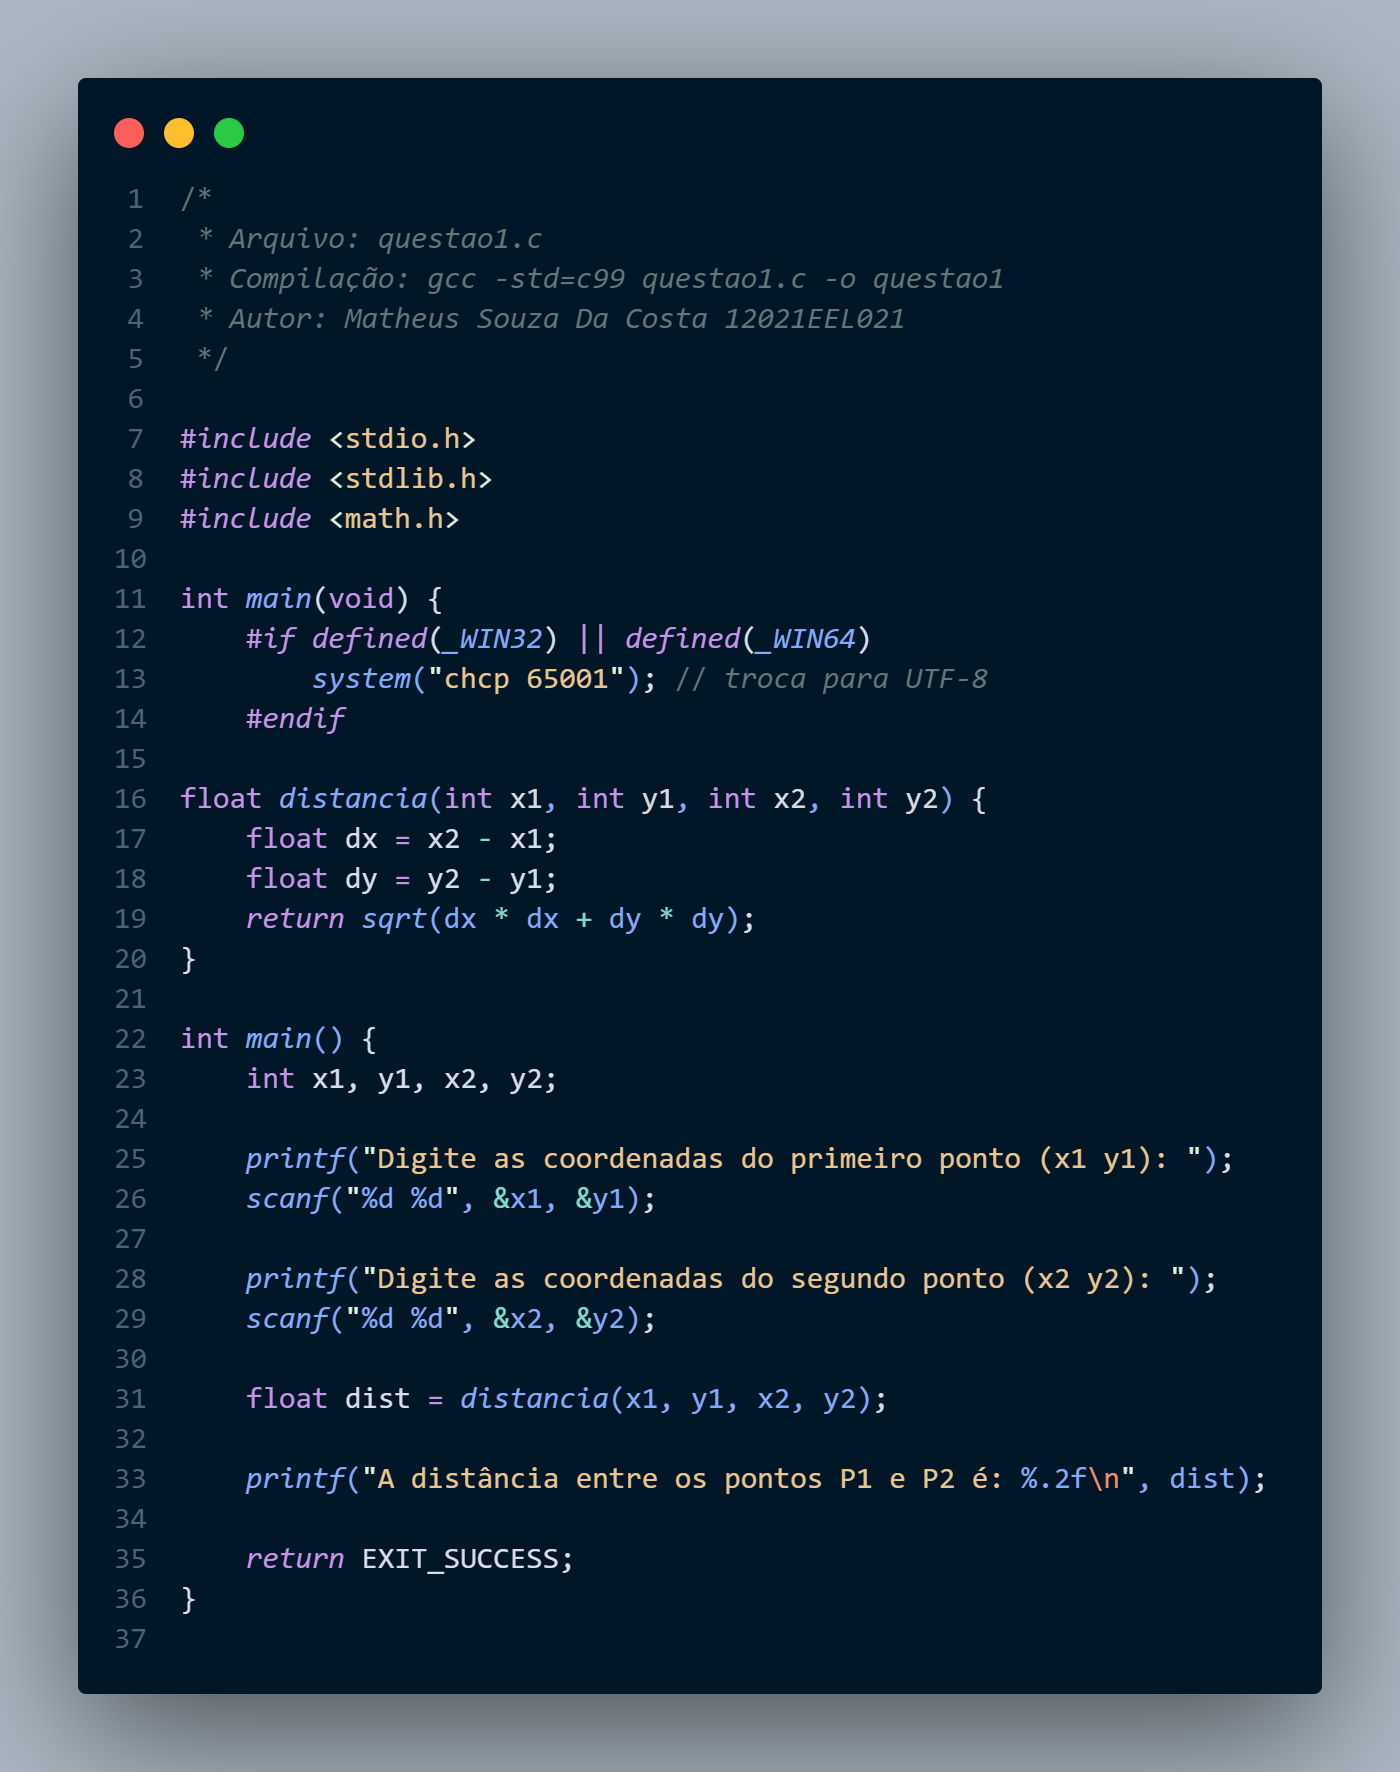 1 /*
2  * Arquivo: questao1.c
3  * Compilação: gcc -std=c99 questao1.c -o questao1
4  * Autor: Matheus Souza Da Costa 12021EEL021
5  */
6
7 #include <stdio.h>
8 #include <stdlib.h>
9 #include <math.h>
10
11 int main(void) {
12     #if defined(_WIN32) || defined(_WIN64)
13         system("chcp 65001"); // troca para UTF-8
14     #endif
15
16 float distancia(int x1, int y1, int x2, int y2) {
17     float dx = x2 - x1;
18     float dy = y2 - y1;
19     return sqrt(dx * dx + dy * dy);
20 }
21
22 int main() {
23     int x1, y1, x2, y2;
24
25     printf("Digite as coordenadas do primeiro ponto (x1 y1): ");
26     scanf("%d %d", &x1, &y1);
27
28     printf("Digite as coordenadas do segundo ponto (x2 y2): ");
29     scanf("%d %d", &x2, &y2);
30
31     float dist = distancia(x1, y1, x2, y2);
32
33     printf("A distância entre os pontos P1 e P2 é: %.2f\n", dist);
34
35     return EXIT_SUCCESS;
36 }
37